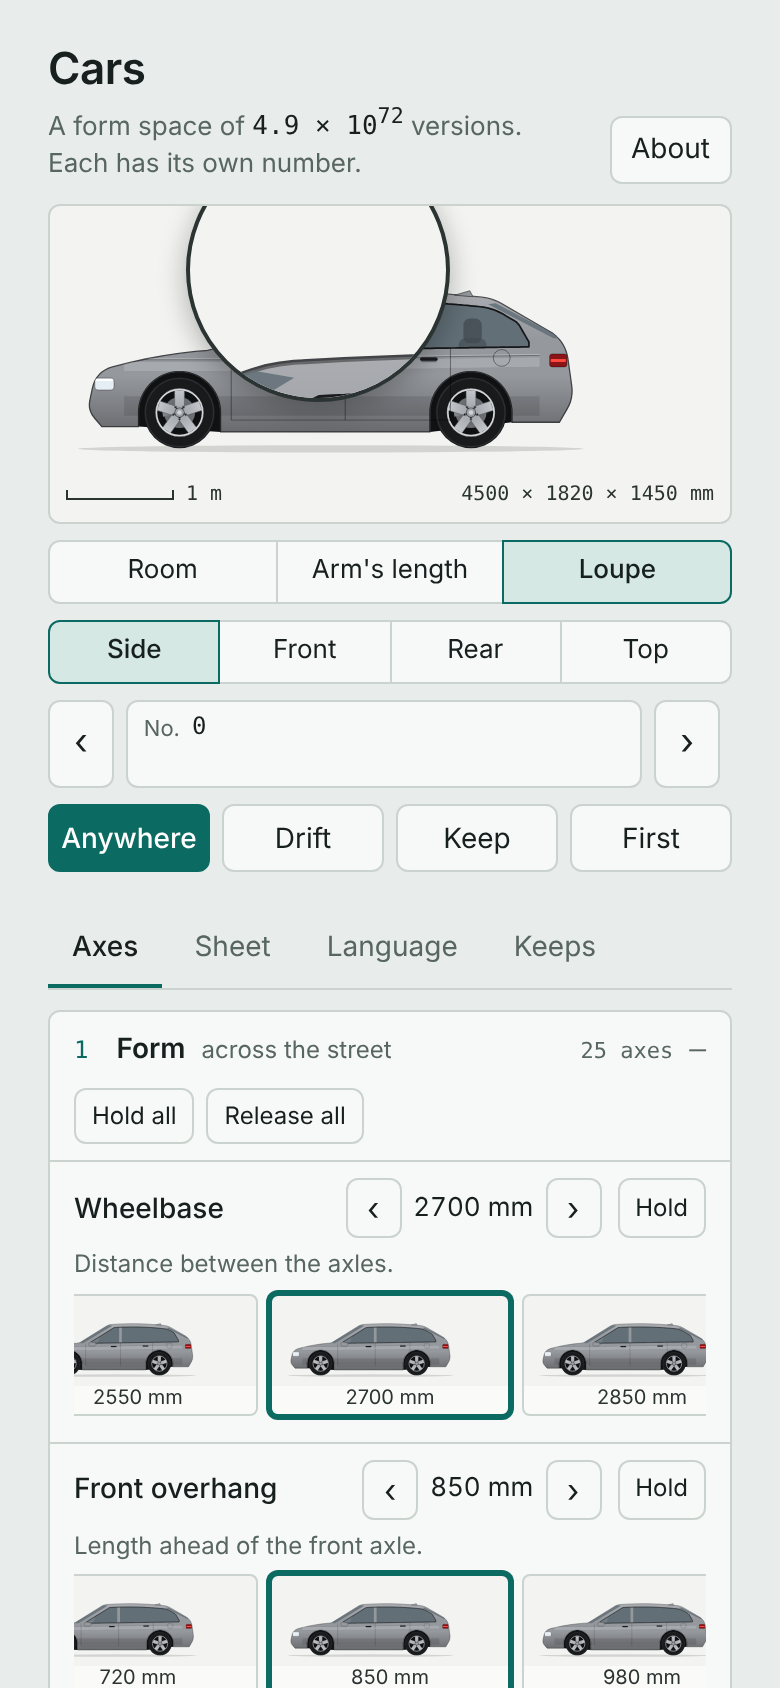 Cars
A form space of 4.9 × 10^72 versions.
Each has its own number.
About
1 m
4500 × 1820 × 1450 mm
Room
Arm's length
Loupe
Side
Front
Rear
Top
‹
No. 0
›
Anywhere
Drift
Keep
First
Axes
Sheet
Language
Keeps
1 Form across the street
25 axes –
Hold all
Release all
Wheelbase
‹ 2700 mm ›
Hold
Distance between the axles.
2550 mm
2700 mm
2850 mm
Front overhang
‹ 850 mm ›
Hold
Length ahead of the front axle.
720 mm
850 mm
980 mm